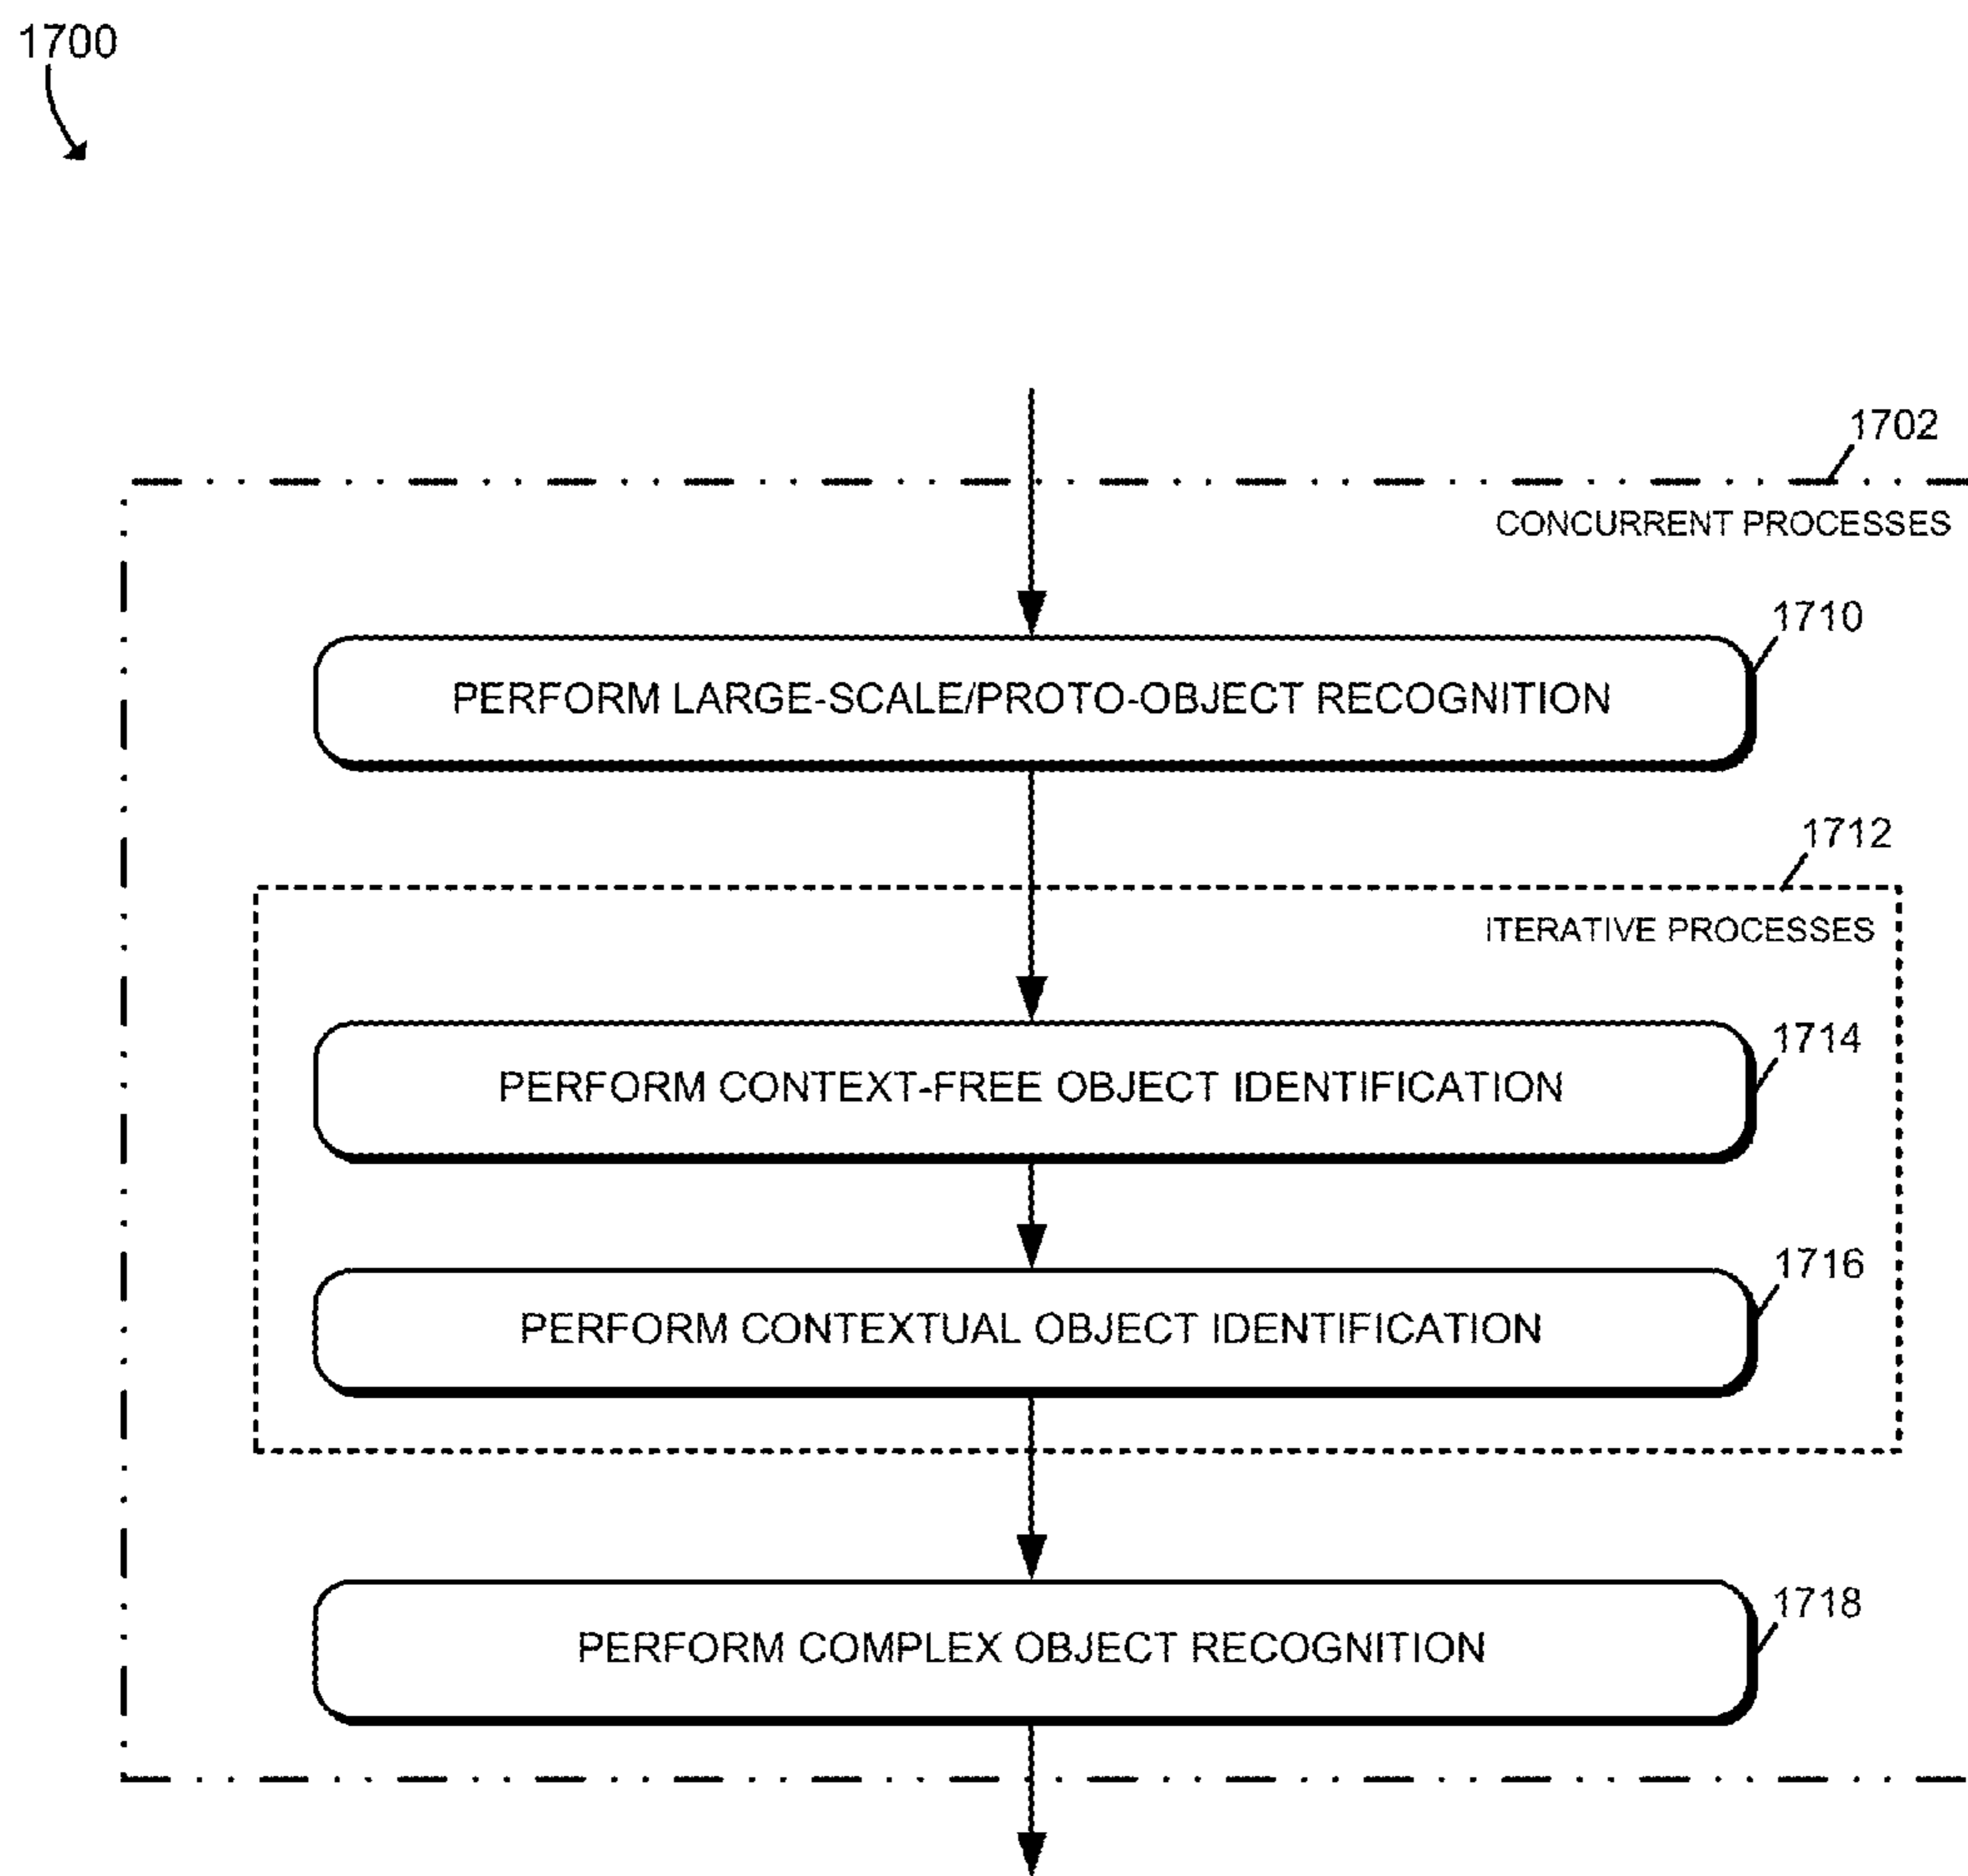 1700
1702
CONCURRENT PROCESSES
1710
PERFORM LARGE-SCALE/PROTO-OBJECT RECOGNITION
1712
ITERATIVE PROCESSES
1714
PERFORM CONTEXT-FREE OBJECT IDENTIFICATION
1716
PERFORM CONTEXTUAL OBJECT IDENTIFICATION
1718
PERFORM COMPLEX OBJECT RECOGNITION